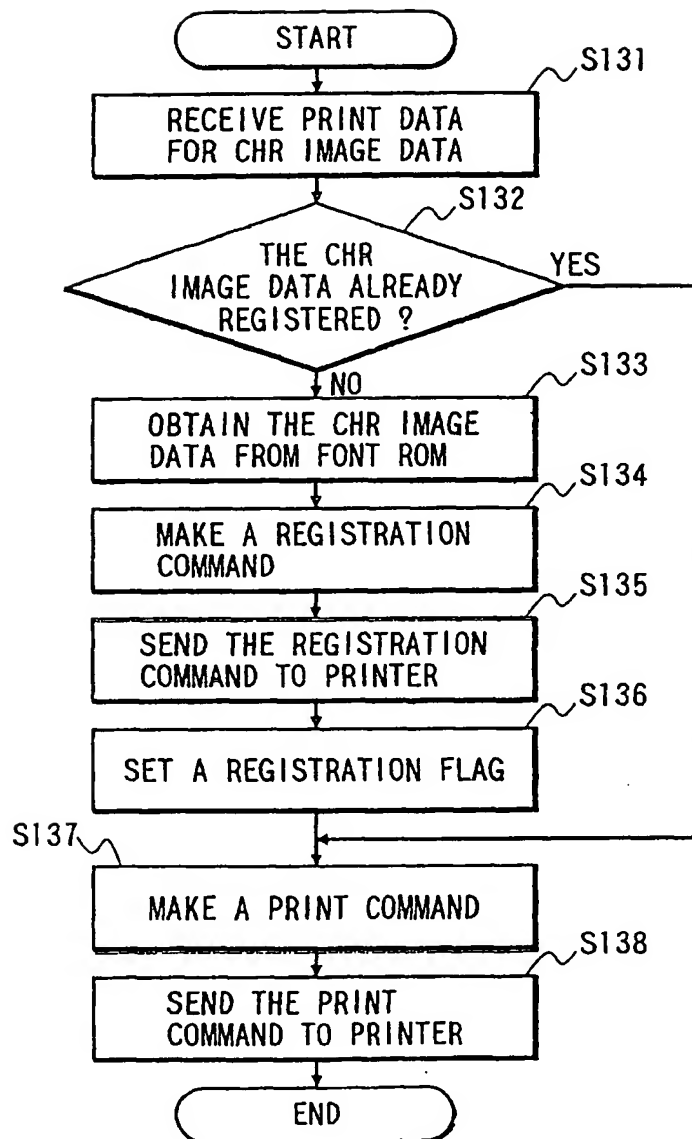 START
S131
RECEIVE PRINT DATA
FOR CHR IMAGE DATA
S132
THE CHR
IMAGE DATA ALREADY
REGISTERED ?
YES
NO
S133
OBTAIN THE CHR IMAGE
DATA FROM FONT ROM
S134
MAKE A REGISTRATION
COMMAND
S135
SEND THE REGISTRATION
COMMAND TO PRINTER
S136
SET A REGISTRATION FLAG
S137
MAKE A PRINT COMMAND
S138
SEND THE PRINT
COMMAND TO PRINTER
END